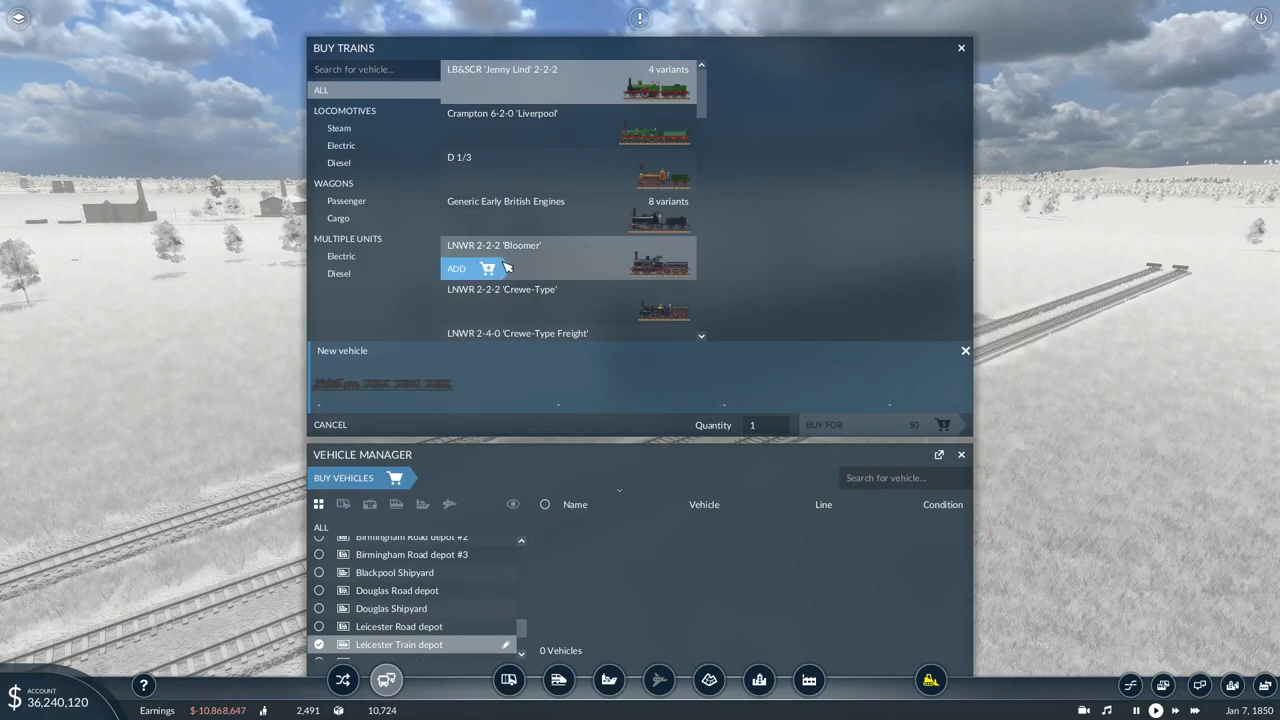 BUY TRAINS
Search for vehicle...
ALL
LOCOMOTIVES
Steam
Electric
Diesel
WAGONS
Passenger
Cargo
MULTIPLE UNITS
Electric
Diesel
LB&SCR 'Jenny Lind' 2-2-2 4 variants
Crampton 6-2-0 'Liverpool'
D 1/3
Generic Early British Engines 8 variants
LNWR 2-2-2 'Bloomer'
ADD
LNWR 2-2-2 'Crewe-Type'
LNWR 2-4-0 'Crewe-Type Freight'
New vehicle
- - - -
CANCEL Quantity 1 BUY FOR $0
VEHICLE MANAGER
BUY VEHICLES Search for vehicle...
Name Vehicle Line Condition
ALL
Birmingham Road depot #2
Birmingham Road depot #3
Blackpool Shipyard
Douglas Road depot
Douglas Shipyard
Leicester Road depot
Leicester Train depot
0 Vehicles
$ ACCOUNT
36,240,120
?
Earnings $-10,868,647 2,491 10,724 Jan 7, 1850